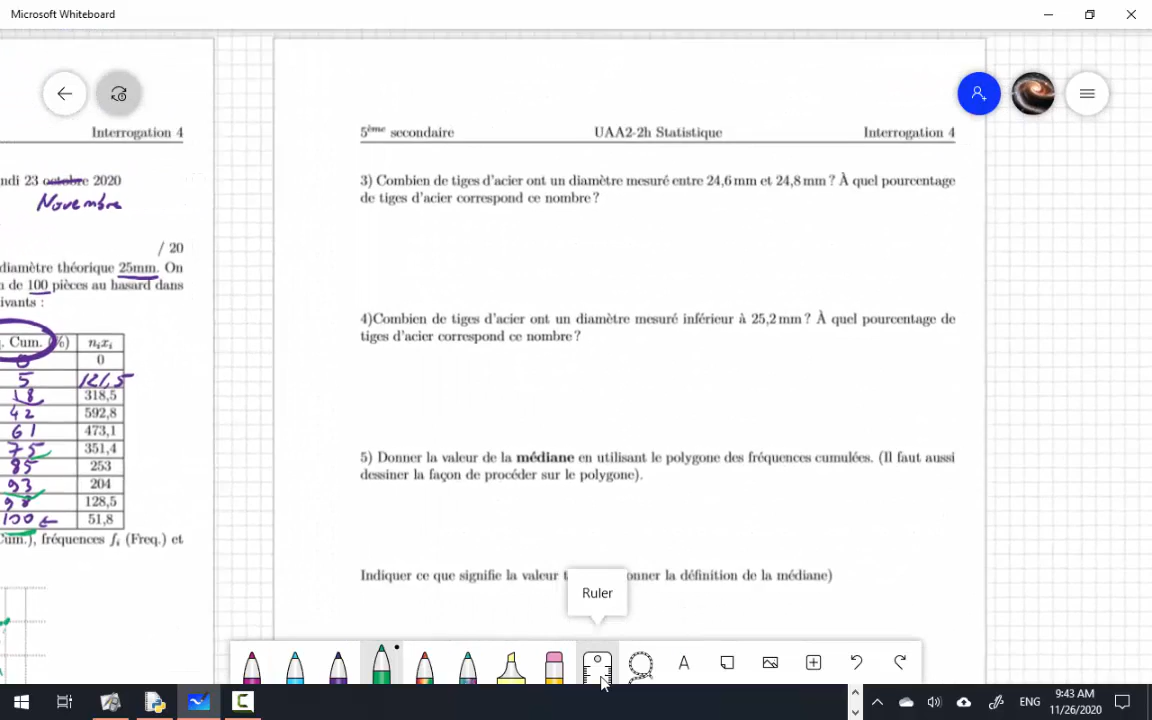 Microsoft Whiteboard
Interrogation 4
ndi 23 octobre 2020
Novembre
/ 20
diamètre théorique 25mm. On
n de 100 pièces au hasard dans
ivants :
. Cum. (%) nᵢxᵢ
0 0
5 121,5
18 318,5
42 592,8
61 473,1
75 351,4
85 253
93 204
98 128,5
100 ← 51,8
Cum.), fréquences fᵢ (Freq.) et
5ème secondaire UAA2-2h Statistique Interrogation 4
3) Combien de tiges d'acier ont un diamètre mesuré entre 24,6 mm et 24,8 mm ? À quel pourcentage
de tiges d'acier correspond ce nombre ?
4)Combien de tiges d'acier ont un diamètre mesuré inférieur à 25,2 mm ? À quel pourcentage de
tiges d'acier correspond ce nombre ?
5) Donner la valeur de la médiane en utilisant le polygone des fréquences cumulées. (Il faut aussi
dessiner la façon de procéder sur le polygone).
Indiquer ce que signifie la valeur t onner la définition de la médiane)
Ruler
A
ENG
9:43 AM
11/26/2020